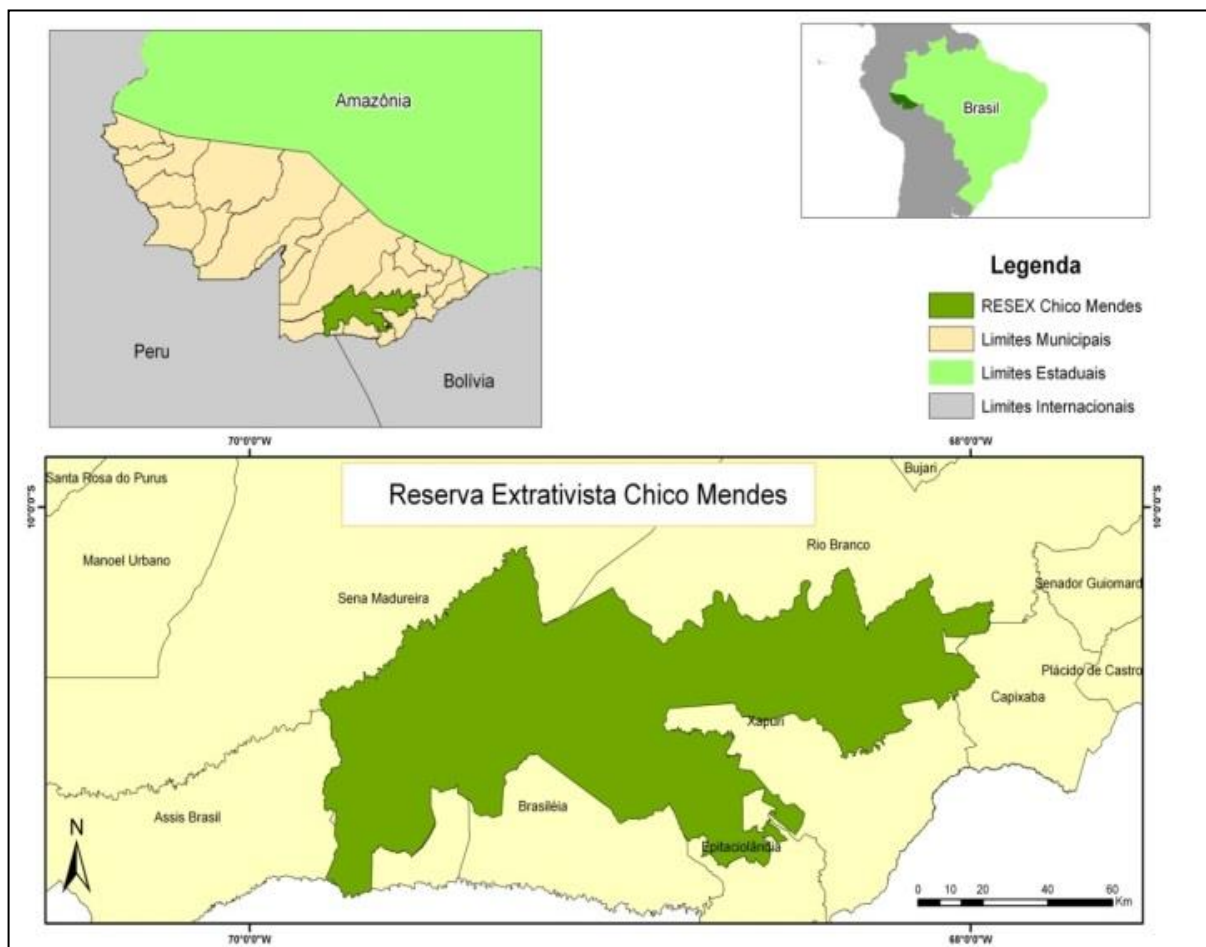 Amazônia
Peru
Bolívia
Brasil
Legenda
RESEX Chico Mendes
Limites Municipais
Limites Estaduais
Limites Internacionais
70°0'0"W
68°0'0"W
Reserva Extrativista Chico Mendes
Santa Rosa do Purus
Bujari
10°0'0"S
10°0'0"S
Manoel Urbano
Rio Branco
Sena Madureira
Senador Guiomard
Plácido de Castro
Capixaba
Xapuri
Assis Brasil
Brasiléia
Epitaciolândia
N
0 5 10 20 40 60
Km
70°0'0"W
68°0'0"W